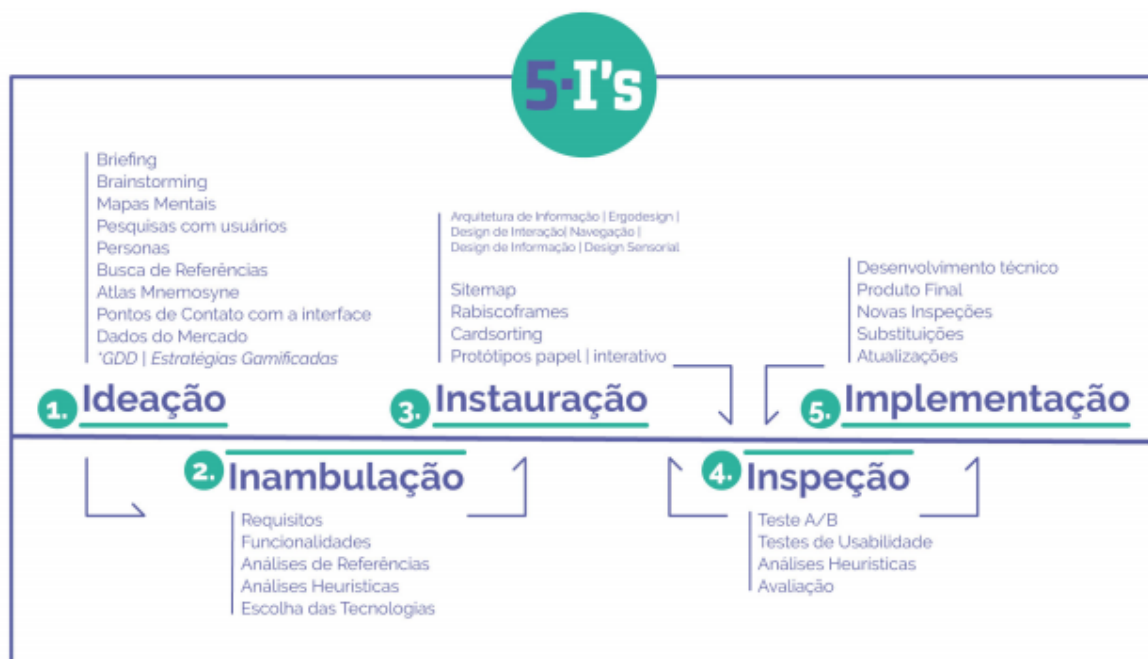 5·I's
Briefing
Brainstorming
Mapas Mentais
Pesquisas com usuários
Personas
Busca de Referências
Atlas Mnemosyne
Pontos de Contato com a interface
Dados do Mercado
*GDD | Estratégias Gamificadas
1. Ideação
2. Inambulação
Requisitos
Funcionalidades
Análises de Referências
Análises Heurísticas
Escolha das Tecnologias
Arquitetura de Informação | Ergodesign |
Design de Interação| Navegação |
Design de Informação | Design Sensorial
Sitemap
Rabiscoframes
Cardsorting
Protótipos papel | interativo
3. Instauração
4. Inspeção
Teste A/B
Testes de Usabilidade
Análises Heurísticas
Avaliação
Desenvolvimento técnico
Produto Final
Novas Inspeções
Substituições
Atualizações
5. Implementação